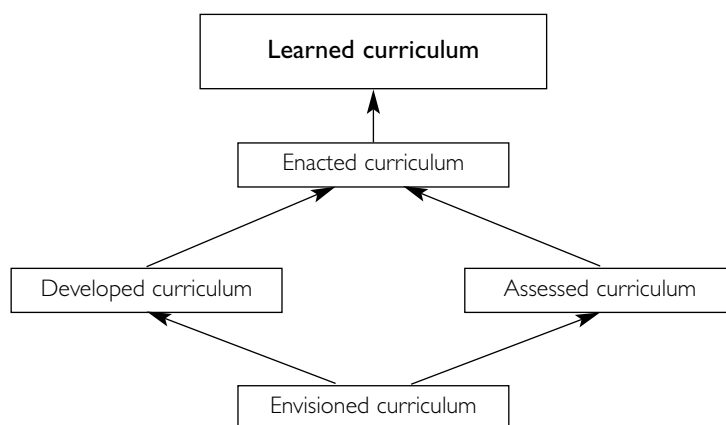 Learned curriculum
Enacted curriculum
Developed curriculum
Assessed curriculum
Envisioned curriculum